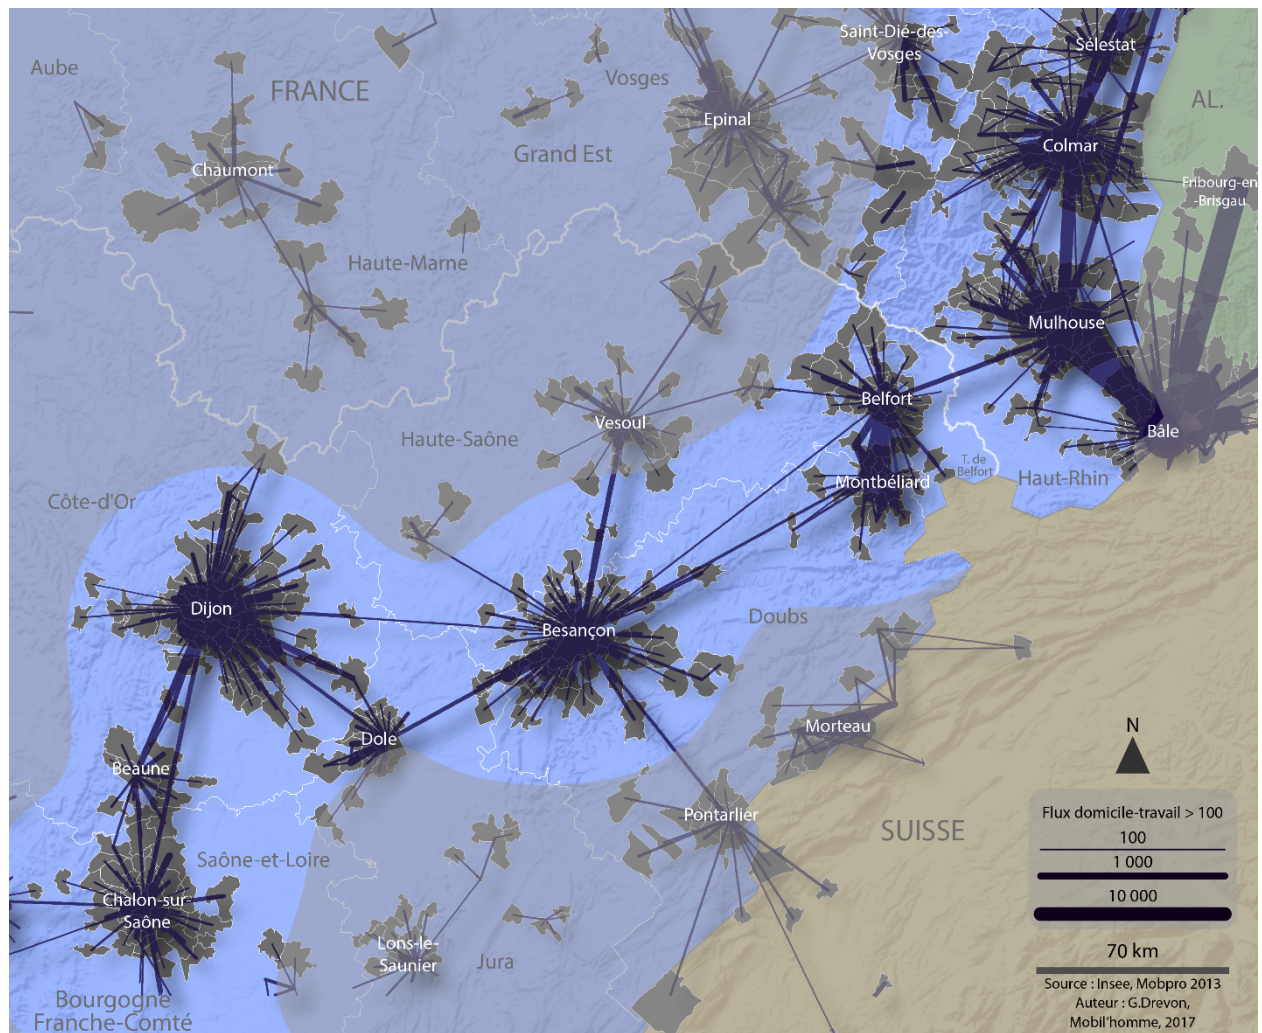 Saint-Dié-des-
Vosges
Sélestat
Aube
FRANCE
Vosges
AL.
Epinal
Colmar
Grand Est
Chaumont
Fribourg-en
-Brisgau
Haute-Marne
Mulhouse
Belfort
Vesoul
Bâle
Haute-Saône
T. de
Belfort
Haut-Rhin
Montbéliard
Côte-d'Or
Dijon
Besançon
Doubs
Morteau
Dole
Beaune
N
Pontarlier
SUISSE
Saône-et-Loire
Chalon-sur-
Saône
Lons-le-
Saunier
Jura
Bourgogne
Franche-Comté
Flux domicile-travail > 100
100
1 000
10 000
70 km
Source : Insee, Mobpro 2013
Auteur : G.Drevon,
Mobil'homme, 2017